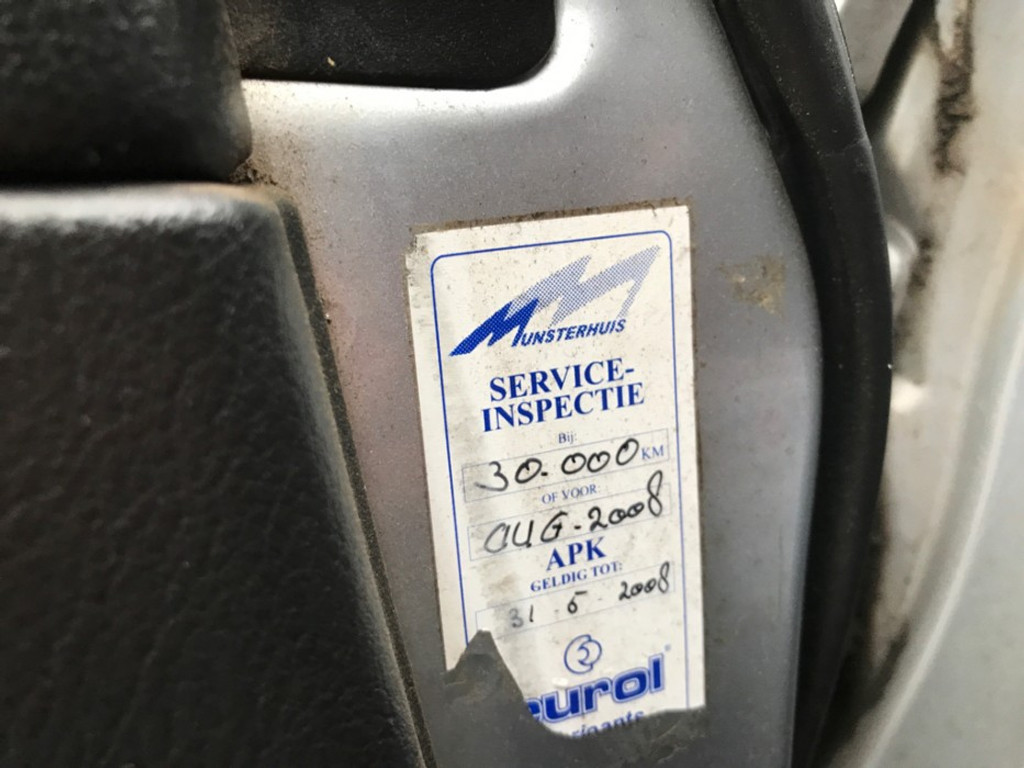 MUNSTERHUIS
SERVICE-
INSPECTIE
Bij:
30.000 KM
OF VOOR:
AUG-2008
APK
GELDIG TOT:
31-5-2008
eurol